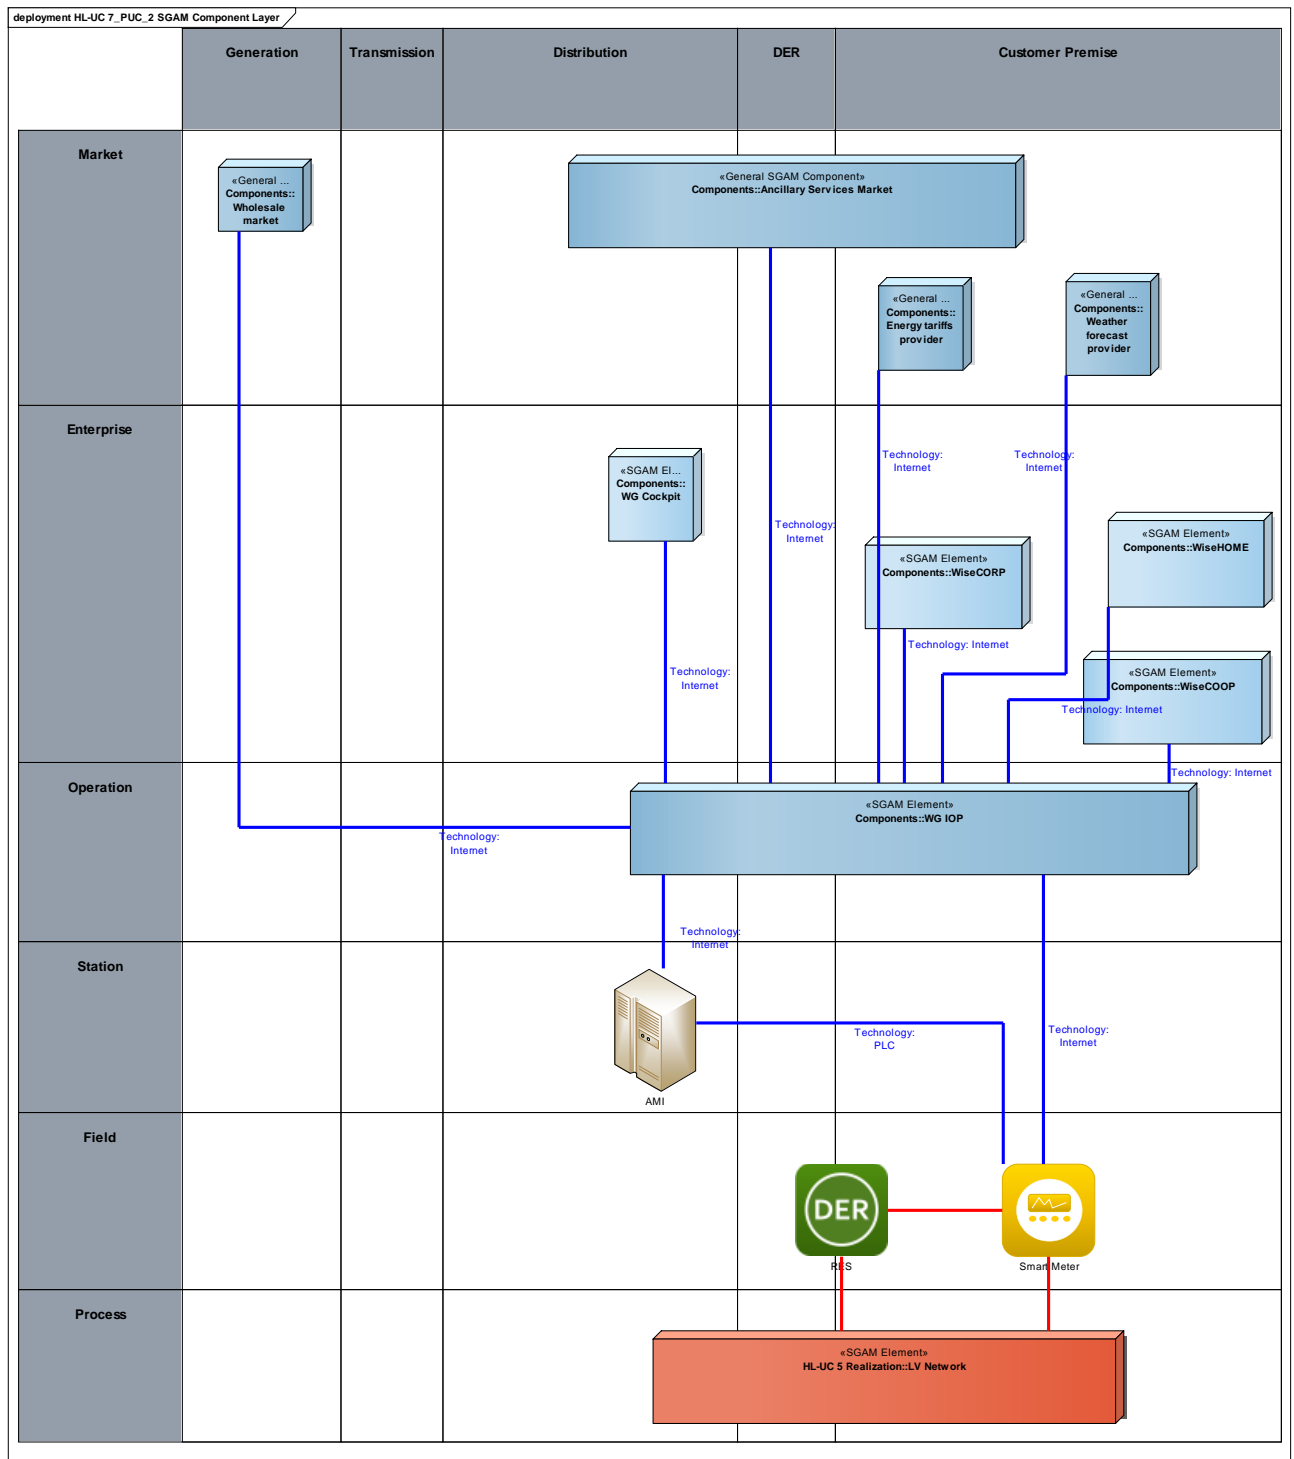 deployment HL-UC 7_PUC_2 SGAM Component Layer
Generation
Transmission
Distribution
DER
Customer Premise
Market
«General ...
Components::
Wholesale
market
«General SGAM Component»
Components::Ancillary Services Market
«General ...
Components::
Energy tariffs
provider
«General ...
Components::
Weather
forecast
provider
Enterprise
«SGAM El...
Components::
WG Cockpit
Technology:
Internet
Technology:
Internet
Technology:
Internet
«SGAM Element»
Components::WiseCORP
«SGAM Element»
Components::WiseHOME
Technology: Internet
Technology:
Internet
«SGAM Element»
Components::WiseCOOP
Technology: Internet
Technology: Internet
Operation
«SGAM Element»
Components::WG IOP
Technology:
Internet
Technology:
Internet
Station
Technology:
PLC
Technology:
Internet
AMI
Field
DER
RES
Smart Meter
Process
«SGAM Element»
HL-UC 5 Realization::LV Network